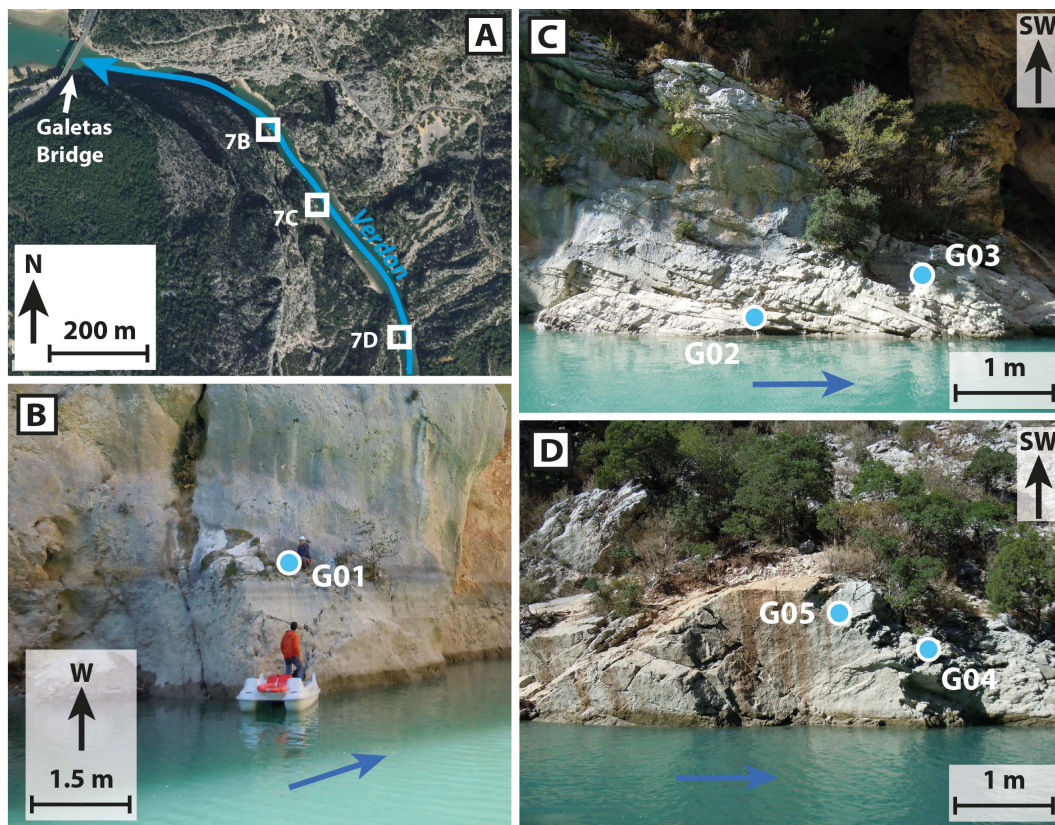 A
Galetas
Bridge
7B
7C
Verdon
7D
N
200 m
B
G01
W
1.5 m
C
SW
G03
G02
1 m
D
SW
G05
G04
1 m